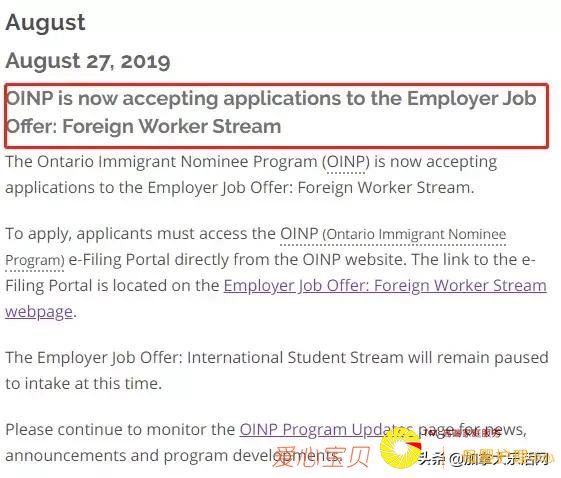 August
August 27, 2019
OINP is now accepting applications to the Employer Job
Offer: Foreign Worker Stream
The Ontario Immigrant Nominee Program (OINP) is now accepting
applications to the Employer Job Offer: Foreign Worker Stream.
To apply, applicants must access the OINP (Ontario Immigrant Nominee
Program) e-Filing Portal directly from the OINP website. The link to the e-
Filing Portal is located on the Employer Job Offer: Foreign Worker Stream
webpage.
The Employer Job Offer: International Student Stream will remain paused
to intake at this time.
Please continue to monitor the OINP Program Updates page for news,
announcements and program developments.
爱心宝贝
头条@加拿大乐活网